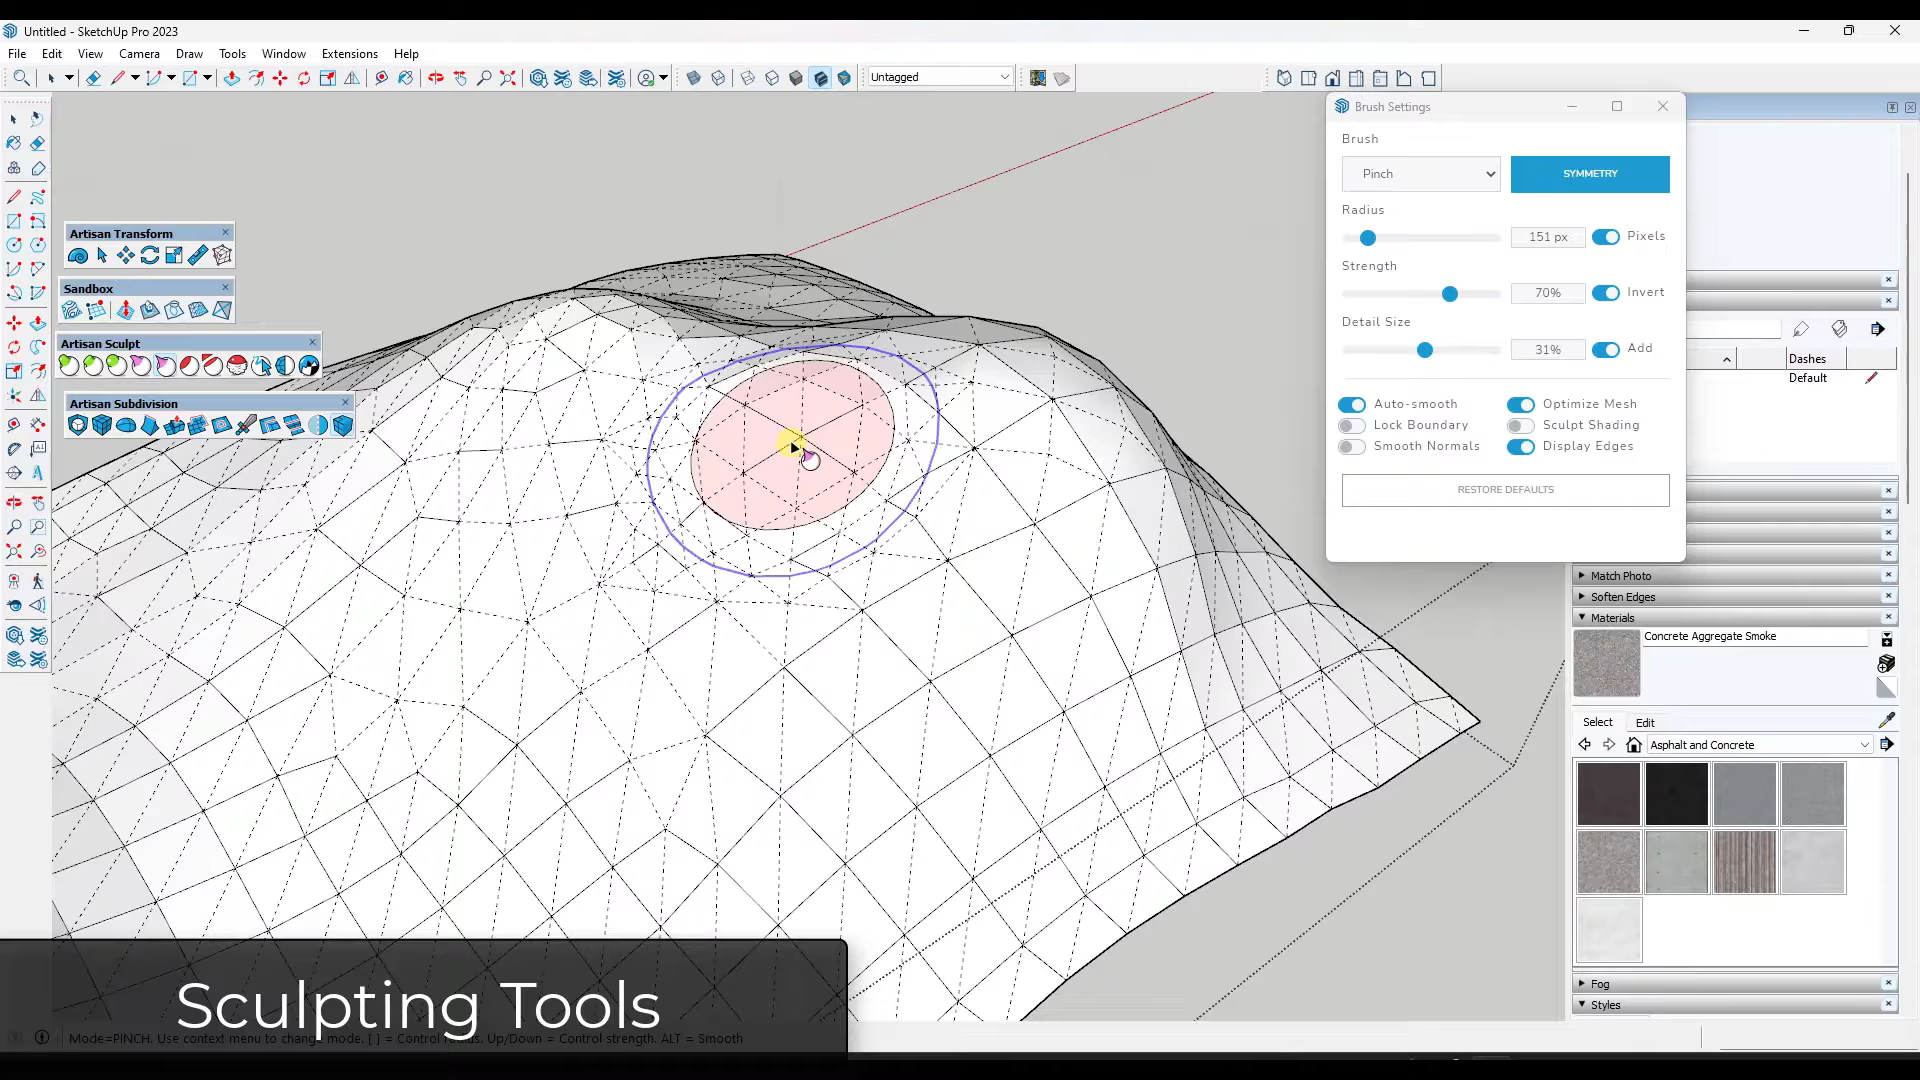 Untitled - SketchUp Pro 2023
File Edit View Camera Draw Tools Window Extensions Help
Untagged
Brush Settings
Brush
Pinch
SYMMETRY
Radius
151 px
Pixels
Strength
70%
Invert
Detail Size
31%
Add
Auto-smooth
Optimize Mesh
Lock Boundary
Sculpt Shading
Smooth Normals
Display Edges
RESTORE DEFAULTS
Artisan Transform
Sandbox
Artisan Sculpt
Artisan Subdivision
Dashes
Default
Match Photo
Soften Edges
Materials
Concrete Aggregate Smoke
Select
Edit
Asphalt and Concrete
Fog
Styles
Sculpting Tools
Mode=PINCH. Use context menu to change mode. [ ] = Control radius. Up/Down = Control strength. ALT = Smooth